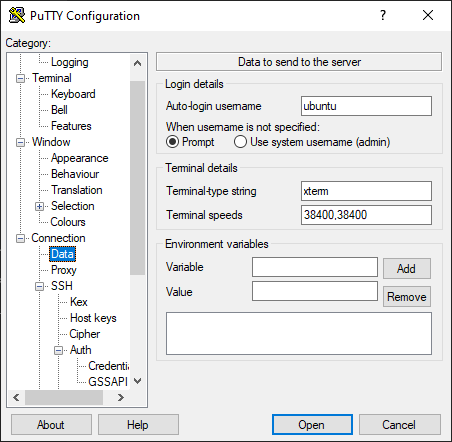 PuTTY Configuration
?
Category:
Logging
Terminal
Keyboard
Bell
Features
Window
Appearance
Behaviour
Translation
Selection
Colours
Connection
Data
Proxy
SSH
Kex
Host keys
Cipher
Auth
Credentia
GSSAPI
Data to send to the server
Login details
Auto-login username
ubuntu
When username is not specified:
Prompt
Use system username (admin)
Terminal details
Terminal-type string
xterm
Terminal speeds
38400,38400
Environment variables
Variable
Add
Value
Remove
About
Help
Open
Cancel